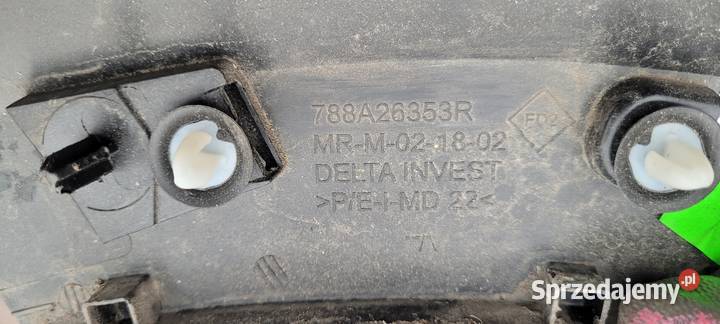 788A26353R
MR-M-02-18-02
DELTA INVEST
>P/E-I-MD 22<
Sprzedajemy.pl